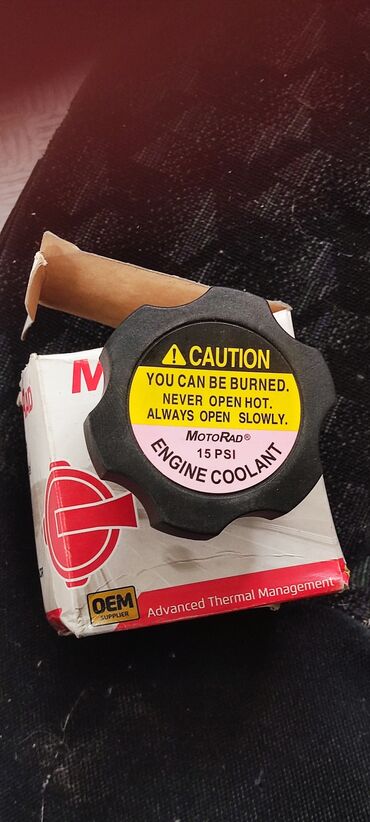 M
CO
⚠ CAUTION
YOU CAN BE BURNED.
NEVER OPEN HOT.
ALWAYS OPEN SLOWLY.
MOTORAD®
15 PSI
ENGINE COOLANT
OEM
SUPPLIER
Advanced Thermal Management